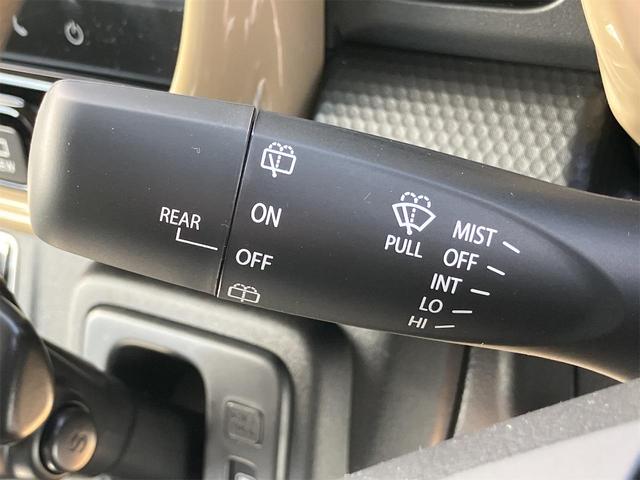 REAR
ON
OFF
PULL
MIST
OFF
INT
LO
HI
S